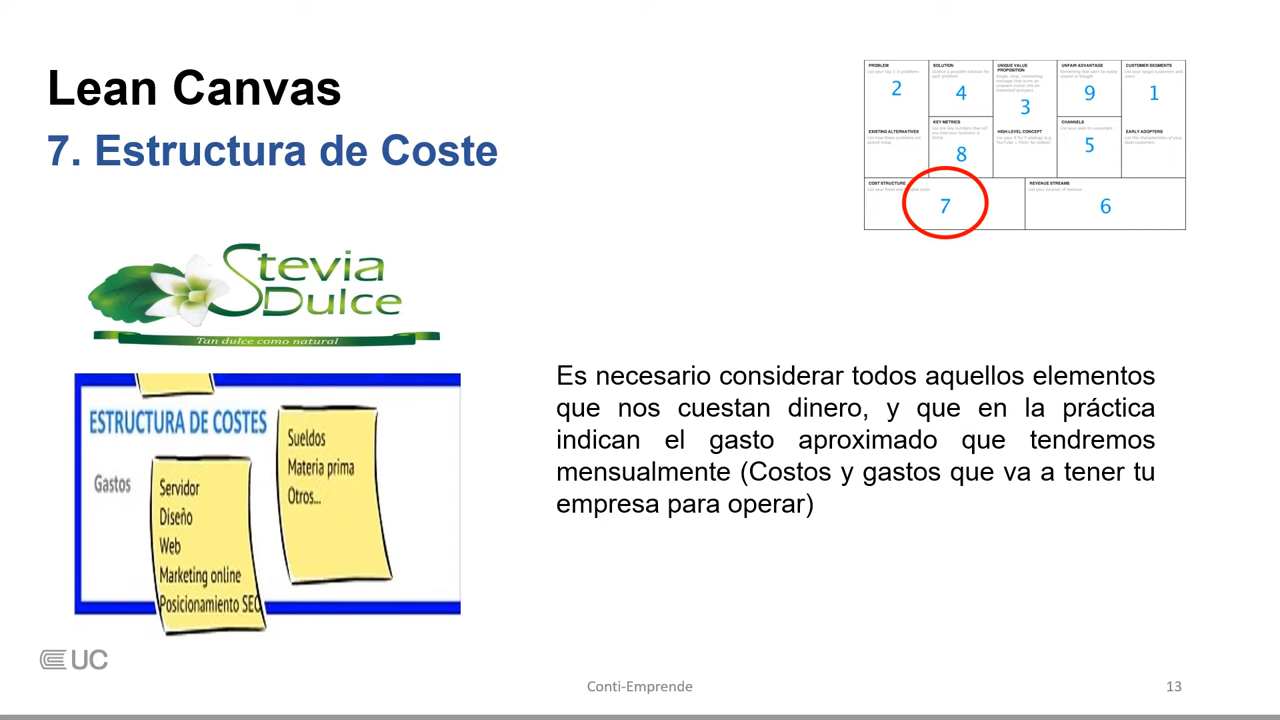 Lean Canvas
7. Estructura de Coste
PROBLEM
2
SOLUTION
4
UNIQUE VALUE
PROPOSITION
3
UNFAIR ADVANTAGE
9
CUSTOMER SEGMENTS
1
EXISTING ALTERNATIVES
KEY METRICS
8
HIGH-LEVEL CONCEPT
CHANNELS
5
EARLY ADOPTERS
COST STRUCTURE
7
REVENUE STREAMS
6
Stevia
Dulce
Tan dulce como natural
ESTRUCTURA DE COSTES
Gastos
Servidor
Diseño
Web
Marketing online
Posicionamiento SEO
Sueldos
Materia prima
Otros...
Es necesario considerar todos aquellos elementos
que nos cuestan dinero, y que en la práctica
indican el gasto aproximado que tendremos
mensualmente (Costos y gastos que va a tener tu
empresa para operar)
UC
Conti-Emprende
13